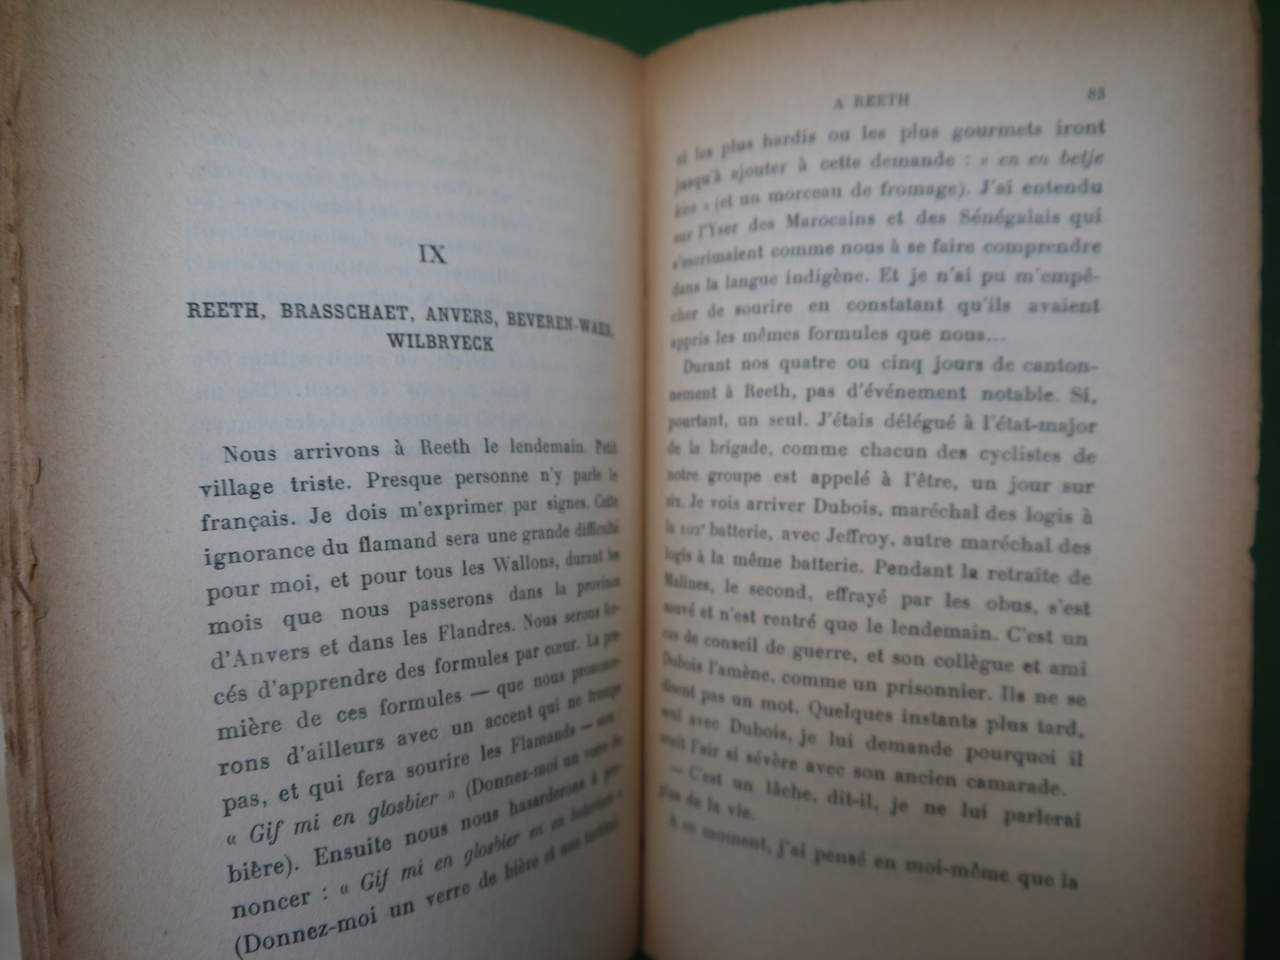 IX
REETH, BRASSCHAET, ANVERS, BEVEREN-WAES,
WILBRYECK
Nous arrivons à Reeth le lendemain. Petit
village triste. Presque personne n'y parle le
français. Je dois m'exprimer par signes. Cette
ignorance du flamand sera une grande difficulté
pour moi, et pour tous les Wallons, durant les
mois que nous passerons dans la province
d'Anvers et dans les Flandres. Nous serons for-
cés d'apprendre des formules par cœur. La pre-
mière de ces formules — que nous pronon-
rons d'ailleurs avec un accent qui ne trompe
pas, et qui fera sourire les Flamands —
« Gif mi en glosbier » (Donnez-moi un verre de
bière). Ensuite nous nous hasarderons à pro-
noncer : « Gif mi en glosbier en en »
(Donnez-moi un verre de bière et une tartine)
A REETH 83
et les plus hardis ou les plus gourmets iront
jusqu'à ajouter à cette demande : « en en betje
kies » (et un morceau de fromage). J'ai entendu
sur l'Yser des Marocains et des Sénégalais qui
s'escrimaient comme nous à se faire comprendre
dans la langue indigène. Et je n'ai pu m'empê-
cher de sourire en constatant qu'ils avaient
appris les mêmes formules que nous...
Durant nos quatre ou cinq jours de canton-
nement à Reeth, pas d'événement notable. Si,
pourtant, un seul. J'étais délégué à l'état-major
de la brigade, comme chacun des cyclistes de
notre groupe est appelé à l'être, un jour sur
six. Je vois arriver Dubois, maréchal des logis à
la 102e batterie, avec Jeffroy, autre maréchal des
logis à la même batterie. Pendant la retraite de
Malines, le second, effrayé par les obus, s'est
sauvé et n'est rentré que le lendemain. C'est un
cas de conseil de guerre, et son collègue et ami
Dubois l'amène, comme un prisonnier. Ils ne se
disent pas un mot. Quelques instants plus tard,
seul avec Dubois, je lui demande pourquoi il
avait l'air si sévère avec son ancien camarade.
— C'est un lâche, dit-il, je ne lui parlerai
plus de la vie.
A ce moment, j'ai pensé en moi-même que la